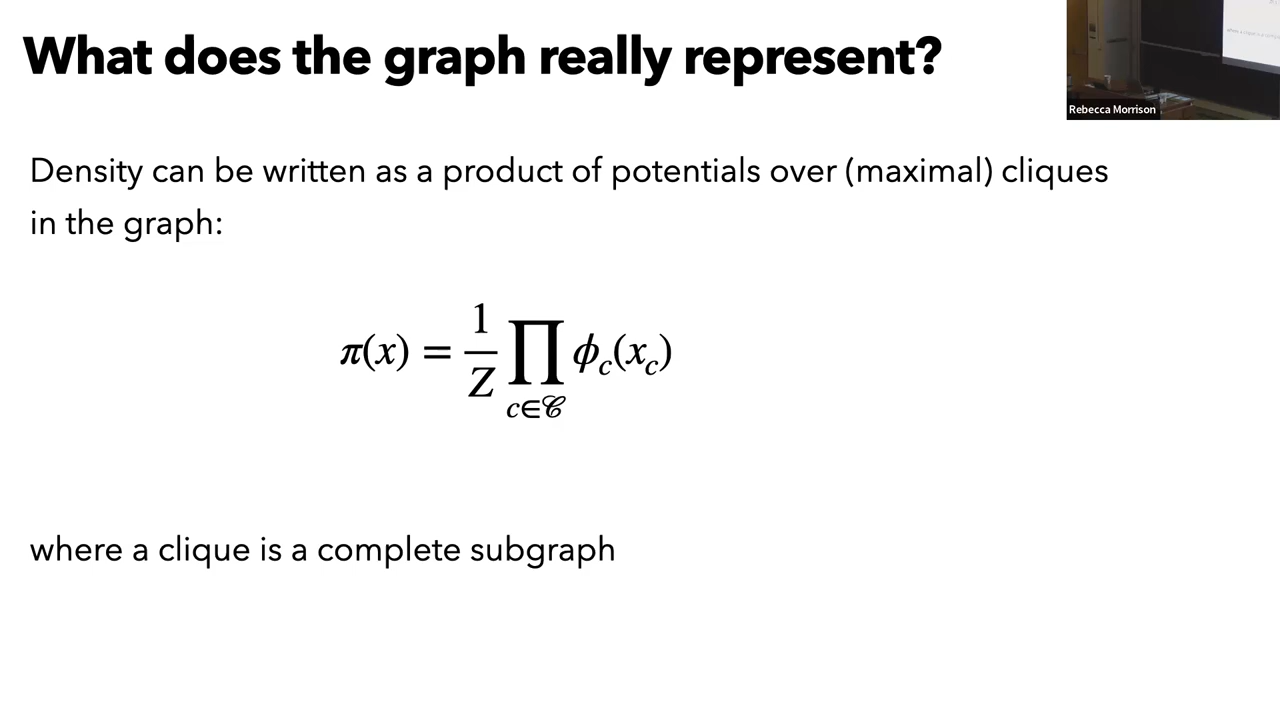 What does the graph really represent?
Rebecca Morrison
Density can be written as a product of potentials over (maximal) cliques
in the graph:
π(x) = 1/Z ∏_{c∈𝒞} ϕ_c(x_c)
where a clique is a complete subgraph